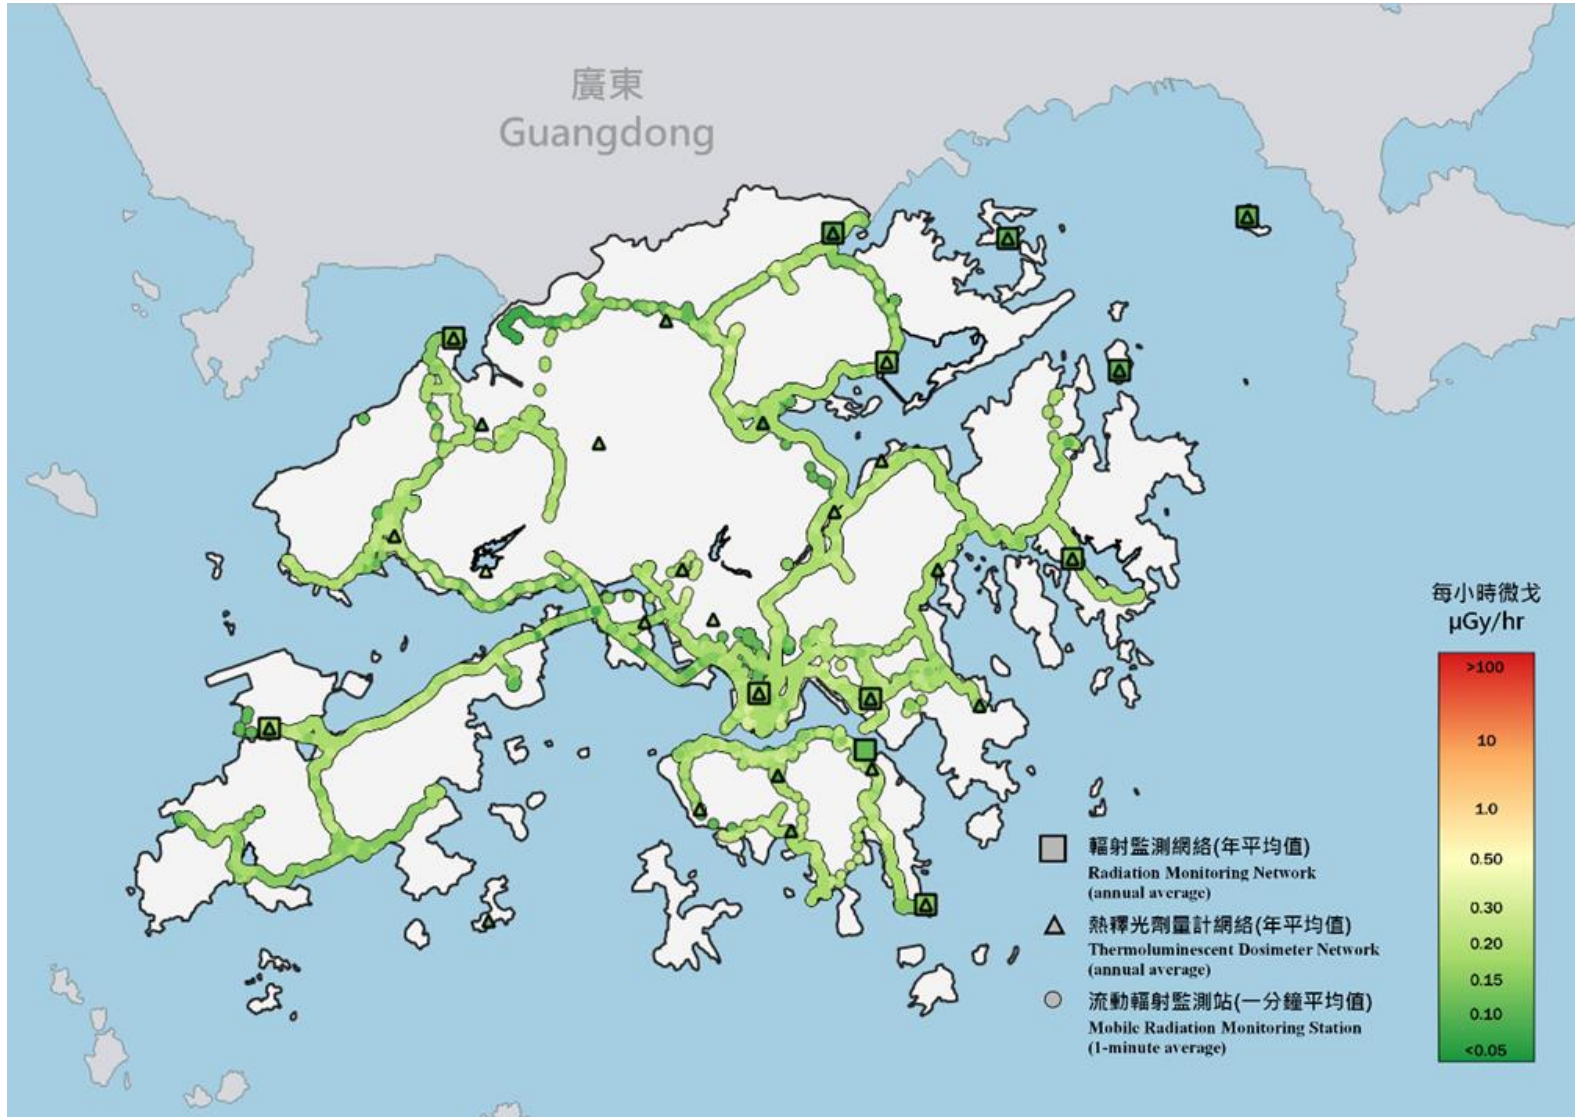 廣東
Guangdong
每小時微戈
μGy/hr
>100
10
1.0
0.50
0.30
0.20
0.15
0.10
<0.05
輻射監測網絡(年平均值)
Radiation Monitoring Network
(annual average)
熱釋光劑量計網絡(年平均值)
Thermoluminescent Dosimeter Network
(annual average)
流動輻射監測站(一分鐘平均值)
Mobile Radiation Monitoring Station
(1-minute average)